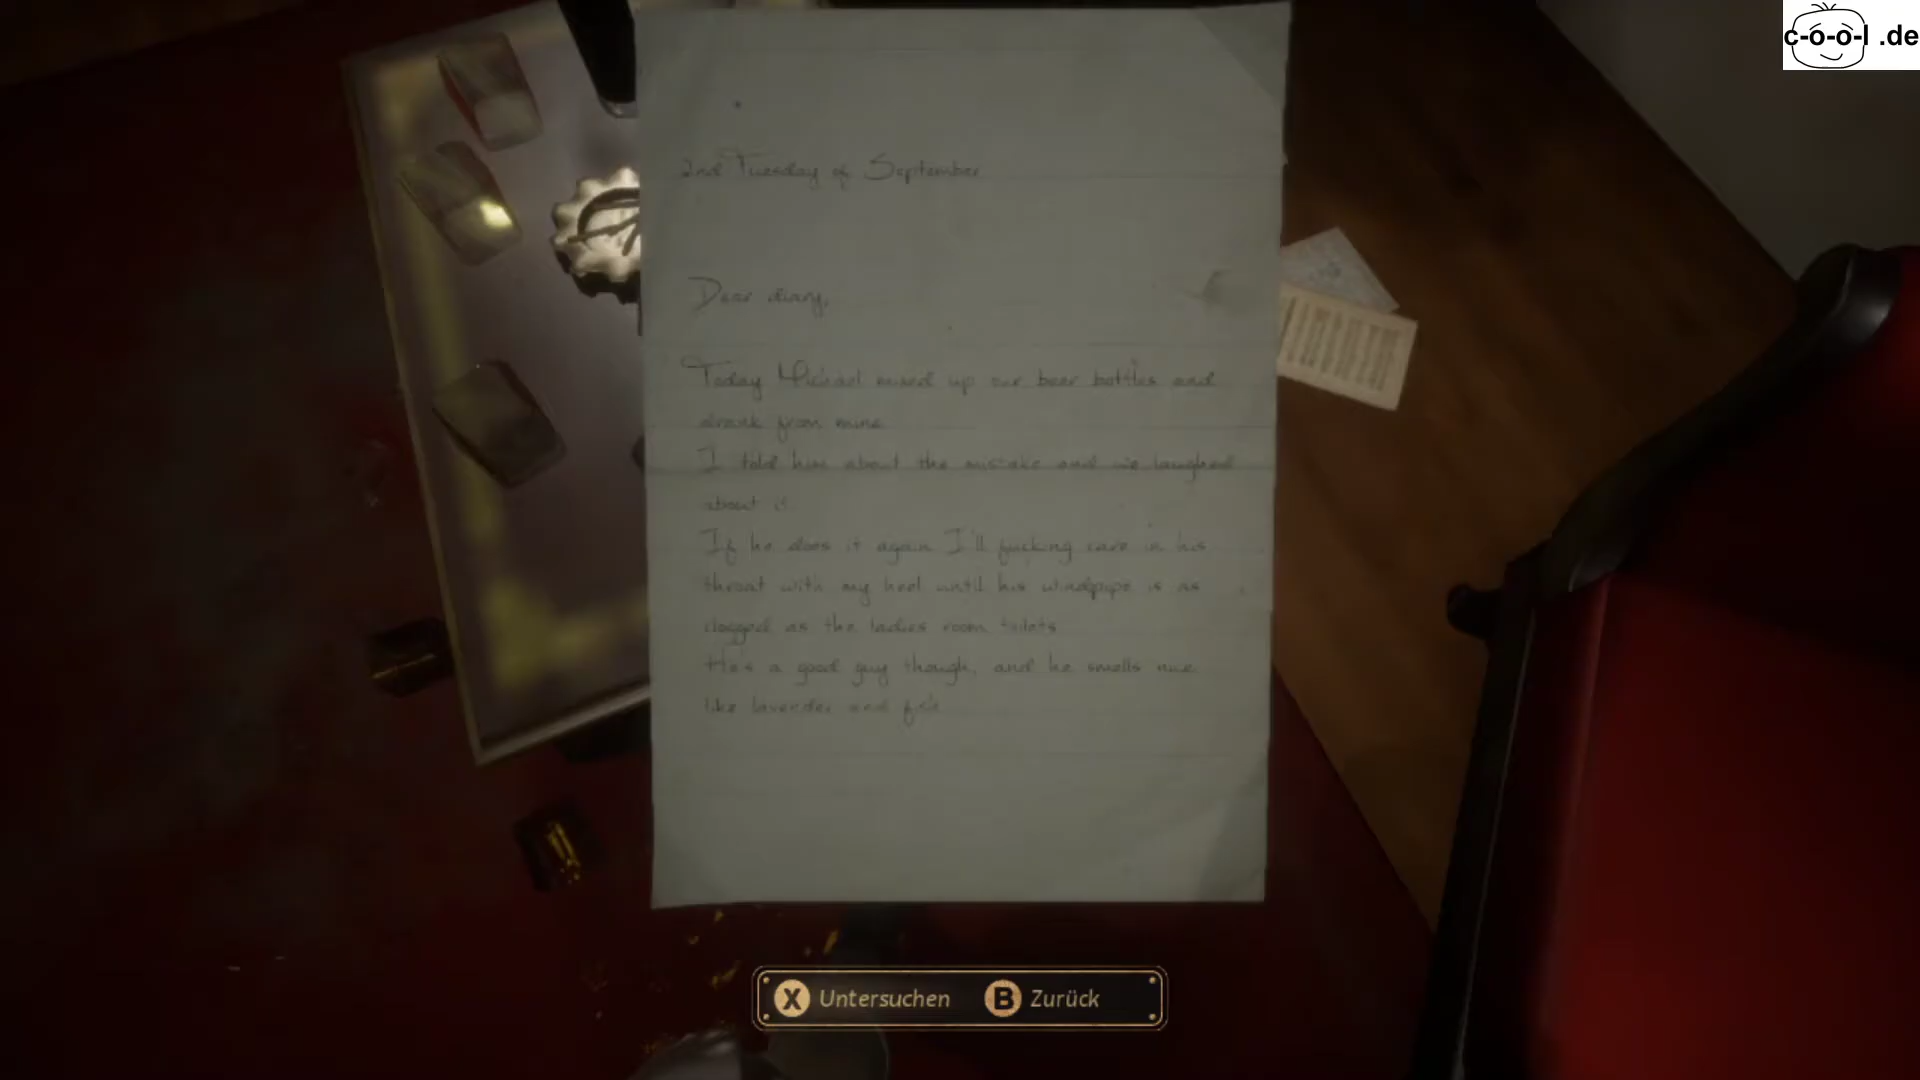 c-o-o-l .de
2nd Tuesday of September
Dear diary,
Today Michael mixed up our beer bottles and
drank from mine
I told him about the mistake and we laughed
about it
If he does it again I'll fucking cave in his
throat with my heel until his windpipe is as
clogged as the ladies room toilets
He's a good guy though, and he smells nice
like lavender and fish
X Untersuchen B Zurück